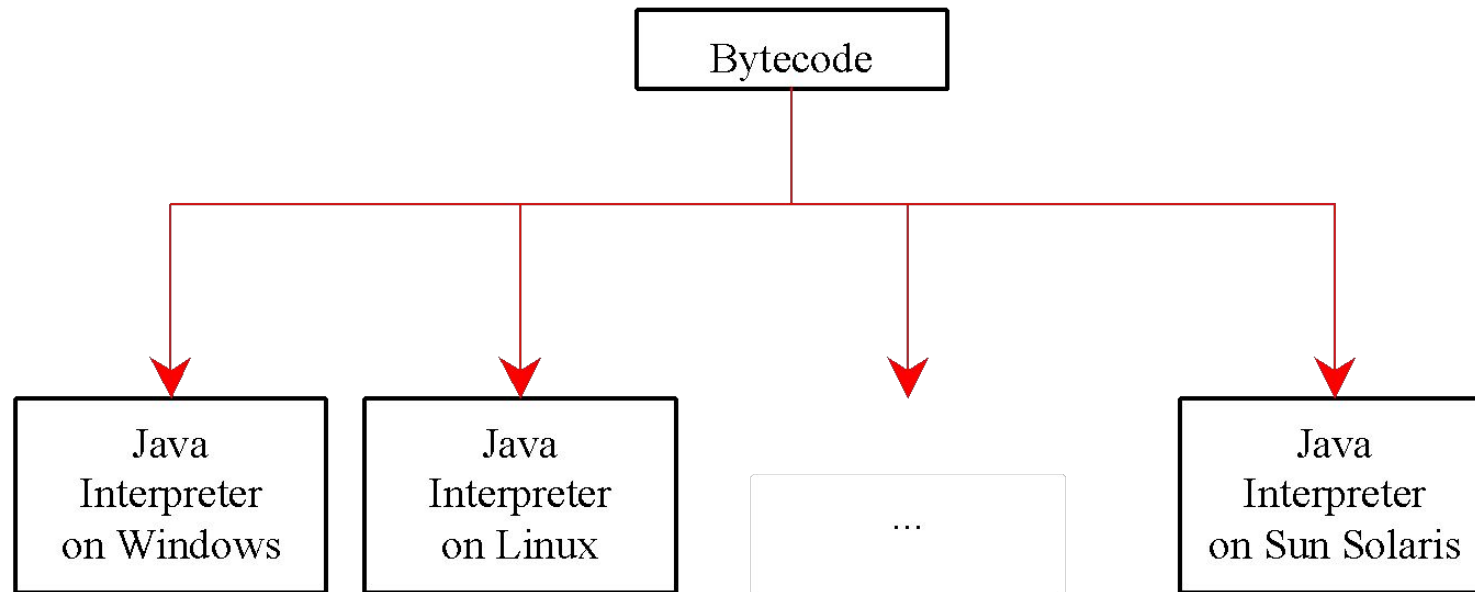 Bytecode
Java
Interpreter
on Windows
Java
Interpreter
on Linux
...
Java
Interpreter
on Sun Solaris